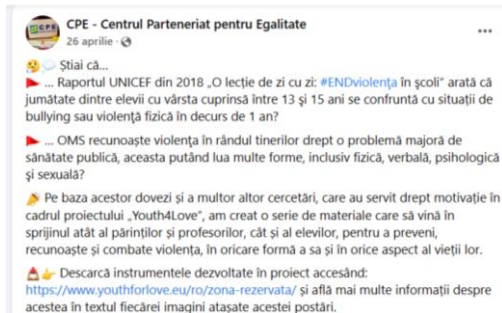 CPE - Centrul Parteneriat pentru Egalitate
26 aprilie ·
Știai că...
... Raportul UNICEF din 2018 „O lecție de zi cu zi: #ENDviolența în școli” arată că
jumătate dintre elevii cu vârsta cuprinsă între 13 și 15 ani se confruntă cu situații de
bullying sau violență fizică în decurs de 1 an?
... OMS recunoaște violența în rândul tinerilor drept o problemă majoră de
sănătate publică, aceasta putând lua multe forme, inclusiv fizică, verbală, psihologică
și sexuală?
Pe baza acestor dovezi și a multor altor cercetări, care au servit drept motivație în
cadrul proiectului „Youth4Love”, am creat o serie de materiale care să vină în
sprijinul atât al părinților și profesorilor, cât și al elevilor, pentru a preveni,
recunoaște și combate violența, în oricare formă a sa și în orice aspect al vieții lor.
Descarcă instrumentele dezvoltate în proiect accesând:
https://www.youthforlove.eu/ro/zona-rezervata/ și află mai multe informații despre
acestea în textul fiecărei imagini atașate acestei postări.